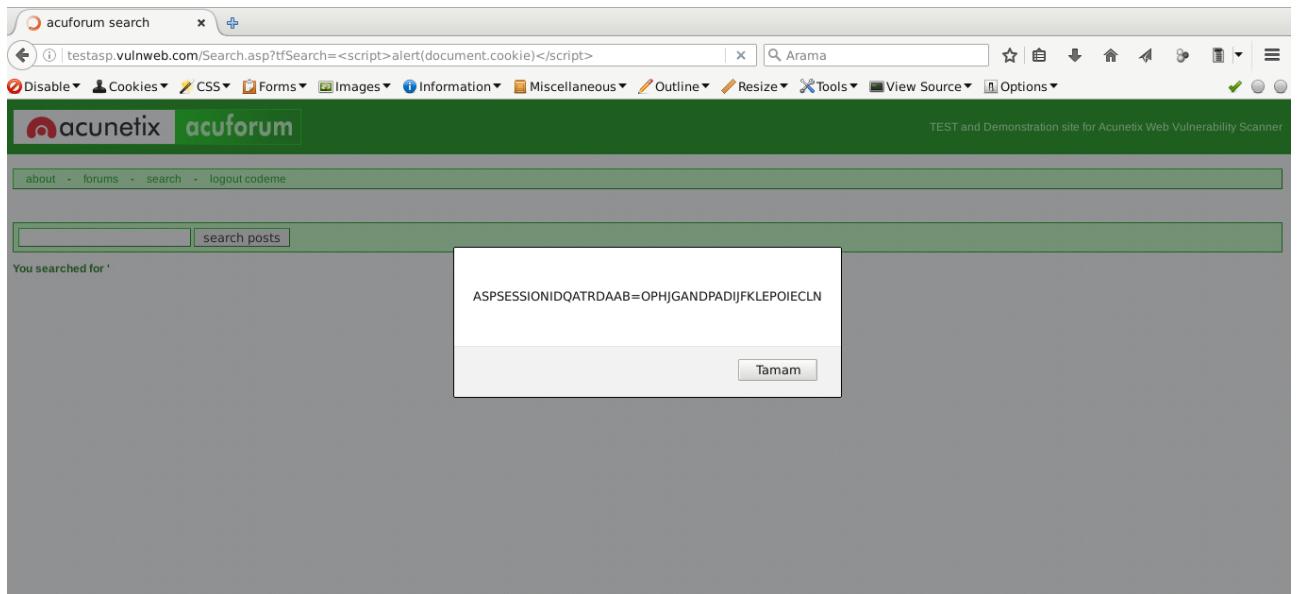 acuforum search
testasp.vulnweb.com/Search.asp?tfSearch=<script>alert(document.cookie)</script>
Arama
Disable Cookies CSS Forms Images Information Miscellaneous Outline Resize Tools View Source Options
acunetix acuforum
TEST and Demonstration site for Acunetix Web Vulnerability Scanner
about - forums - search - logout codeme
search posts
You searched for '
ASPSESSIONIDQATRDAAB=OPHJGANDPADIJFKLEPOIECLN
Tamam